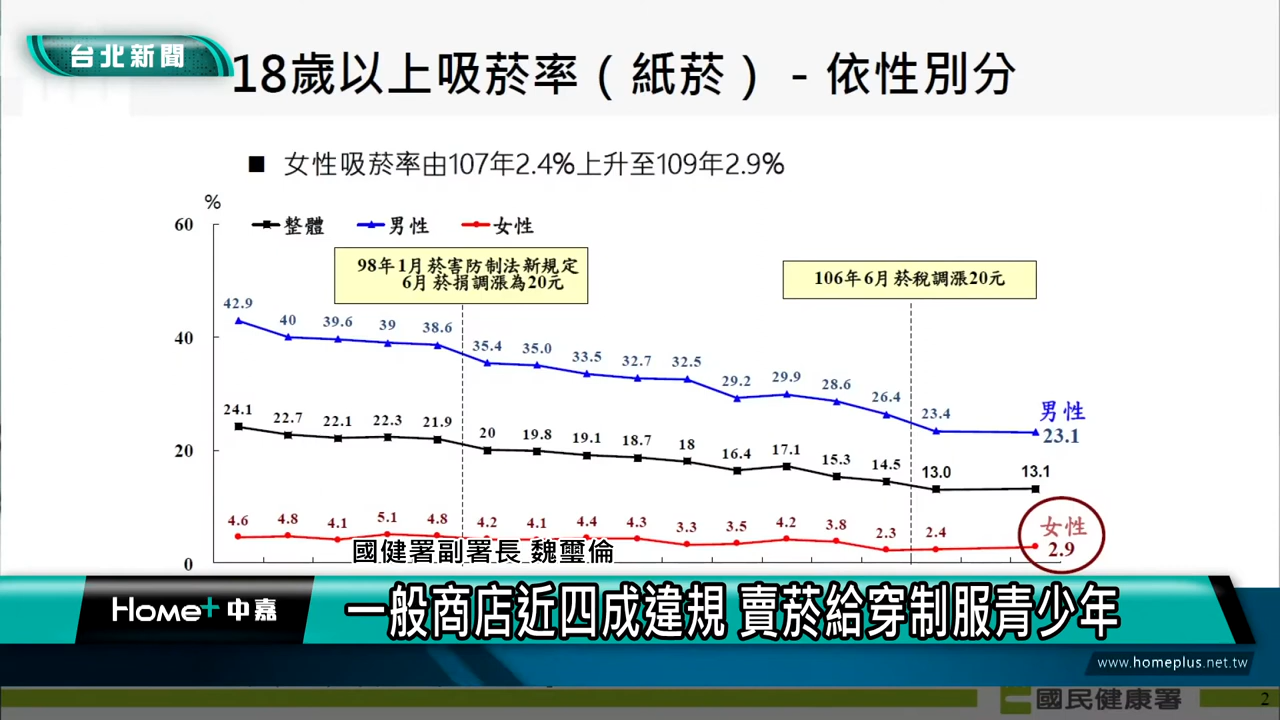 台北新聞
18歲以上吸菸率（紙菸）－依性別分
■ 女性吸菸率由107年2.4%上升至109年2.9%
%
60
整體 男性 女性
98年1月菸害防制法新規定
6月菸捐調漲為20元
106年6月菸稅調漲20元
42.9 40 39.6 39 38.6 35.4 35.0 33.5 32.7 32.5 29.2 29.9 28.6 26.4 23.4
40
男性
23.1
24.1 22.7 22.1 22.3 21.9 20 19.8 19.1 18.7 18 16.4 17.1 15.3 14.5 13.0 13.1
20
4.6 4.8 4.1 5.1 4.8 4.2 4.1 4.4 4.3 3.3 3.5 4.2 3.8 2.3 2.4
女性
2.9
0
國健署副署長 魏璽倫
Home+中嘉
一般商店近四成違規 賣菸給穿制服青少年
www.homeplus.net.tw
國民健康署
2